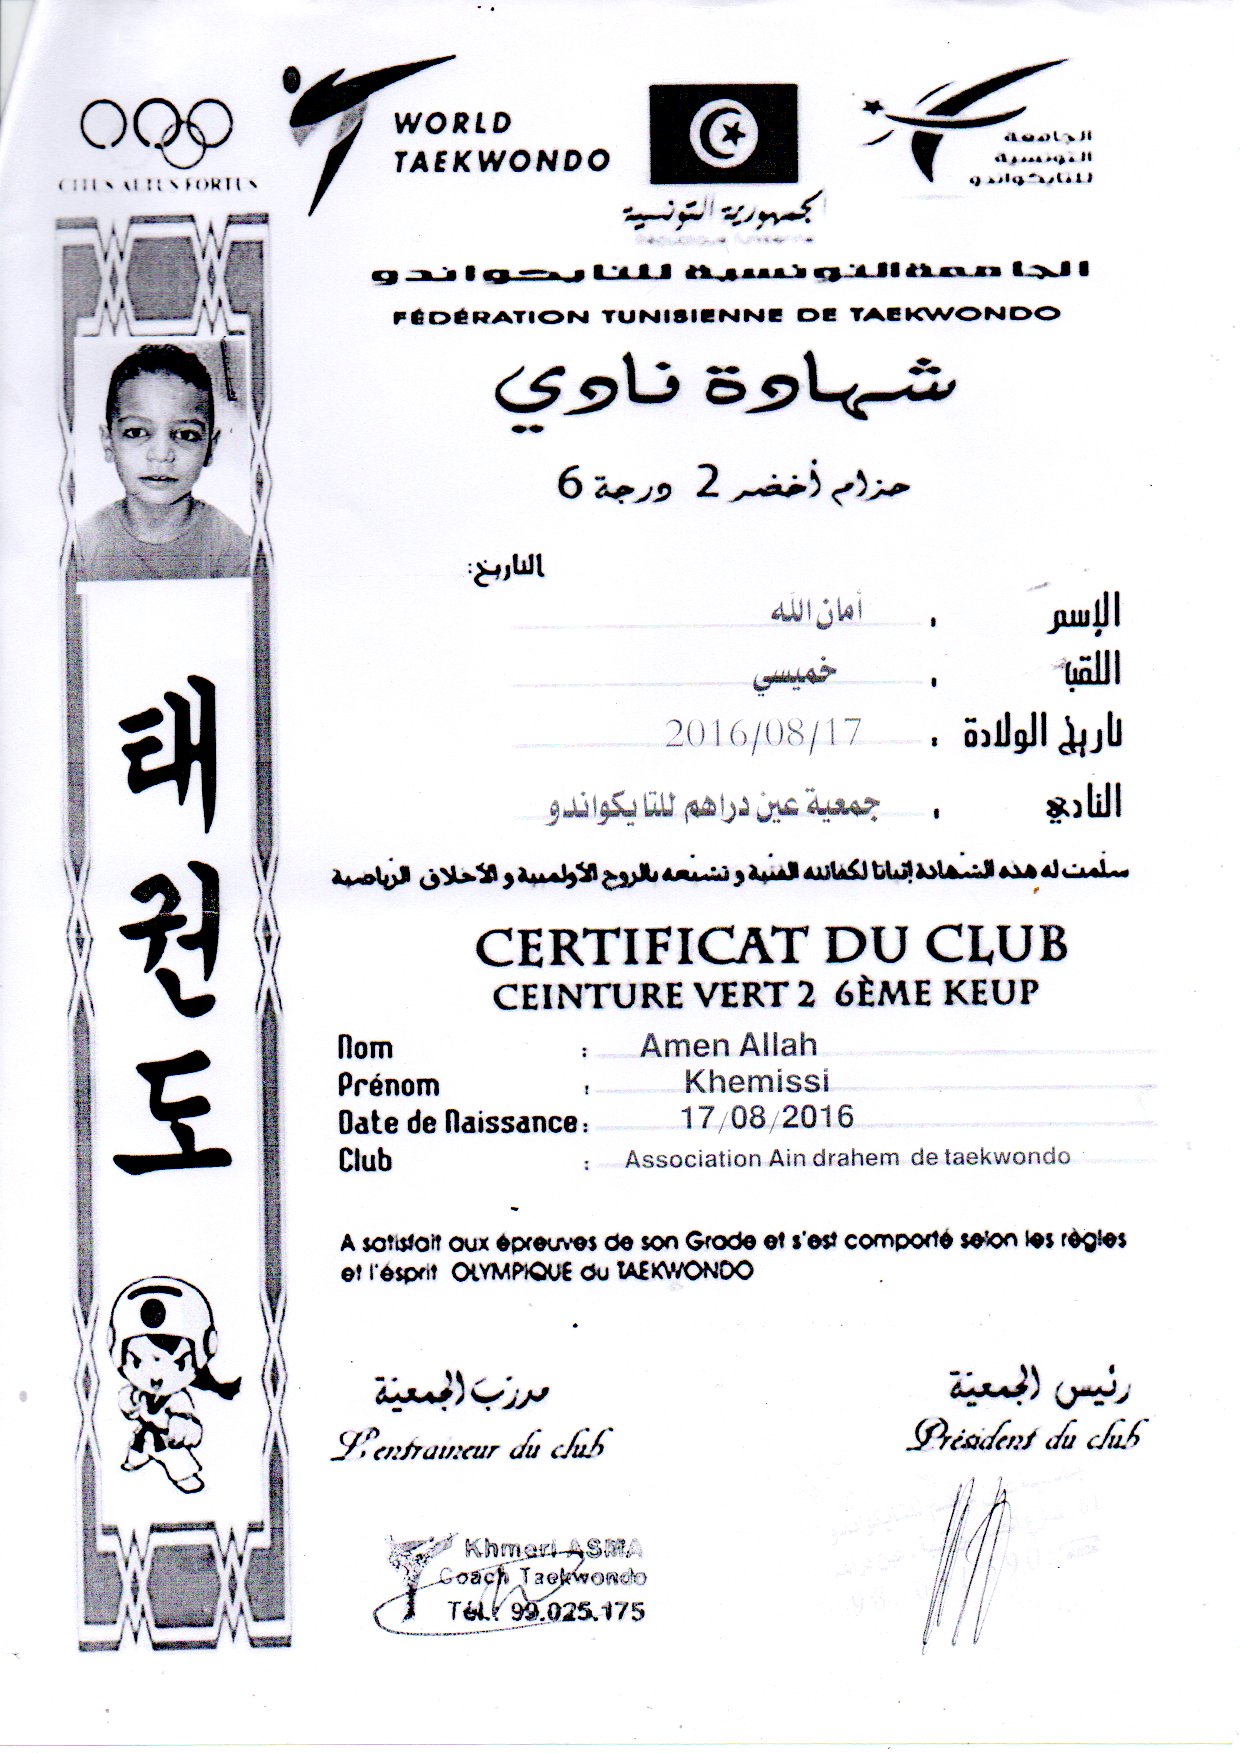 CITIUS ALTIUS FORTIUS
WORLD
TAEKWONDO
الجامعة
التونسية
للتايكواندو
الجمهورية التونسية
République Tunisienne
الجامعة التونسية للتايكواندو
FÉDÉRATION TUNISIENNE DE TAEKWONDO
شهادة نادي
حزام أخضر 2 درجة 6
التاريخ:
الإسم : أمان الله
اللقب : خميسي
تاريخ الولادة : 2016/08/17
النادي : جمعية عين دراهم للتايكواندو
سلمت له هذه الشهادة إثباتا لكفائته الفنية و تشبعه بالروح الأولمبية و الأخلاق الرياضية
CERTIFICAT DU CLUB
CEINTURE VERT 2 6ÈME KEUP
Nom : Amen Allah
Prénom : Khemissi
Date de Naissance : 17/08/2016
Club : Association Ain drahem de taekwondo
A satisfait aux épreuves de son Grade et s'est comporté selon les règles
et l'ésprit OLYMPIQUE du TAEKWONDO
مدرب الجمعية
رئيس الجمعية
L'entraineur du club
Président du club
Khmeri ASMA
Coach Taekwondo
Tél.: 99.025.175
태권도